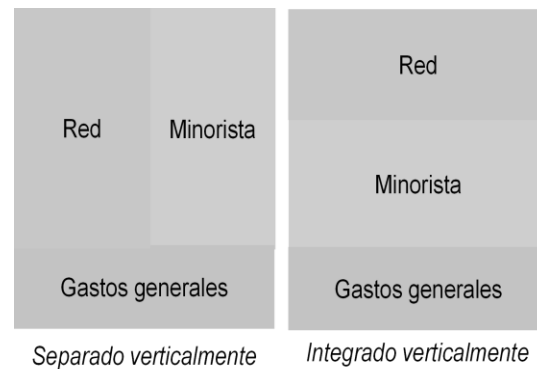 Red
Minorista
Gastos generales
Separado verticalmente
Red
Minorista
Gastos generales
Integrado verticalmente